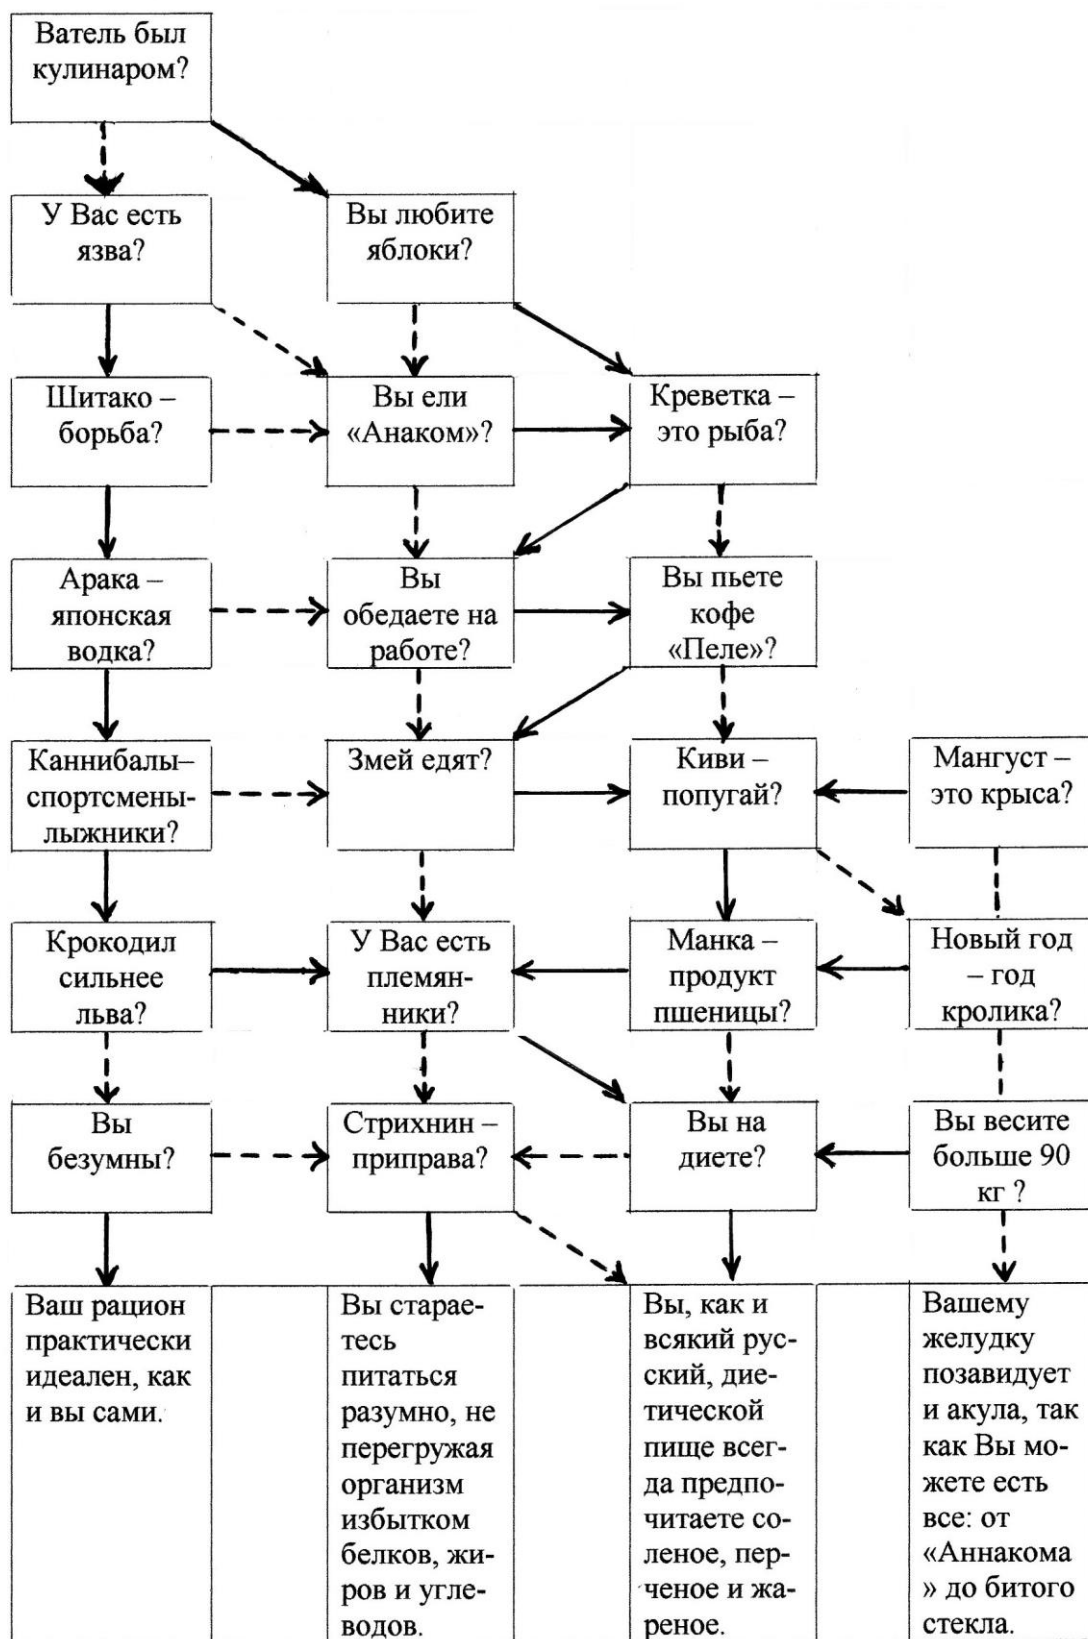 Ватель был
кулинаром?
У Вас есть
язва?
Вы любите
яблоки?
Шитако –
борьба?
Вы ели
«Анаком»?
Креветка –
это рыба?
Арака –
японская
водка?
Вы
обедаете на
работе?
Вы пьете
кофе
«Пеле»?
Каннибалы–
спортсмены-
лыжники?
Змей едят?
Киви –
попугай?
Мангуст –
это крыса?
Крокодил
сильнее
льва?
У Вас есть
племян-
ники?
Манка –
продукт
пшеницы?
Новый год
– год
кролика?
Вы
безумны?
Стрихнин –
приправа?
Вы на
диете?
Вы весите
больше 90
кг ?
Ваш рацион
практически
идеален, как
и вы сами.
Вы старае-
тесь
питаться
разумно, не
перегружая
организм
избытком
белков, жи-
ров и угле-
водов.
Вы, как и
всякий рус-
ский, дие-
тической
пище всег-
да предпо-
читаете со-
леное, пер-
ченое и жа-
реное.
Вашему
желудку
позавидует
и акула, так
как Вы мо-
жете есть
все: от
«Аннакома
» до битого
стекла.